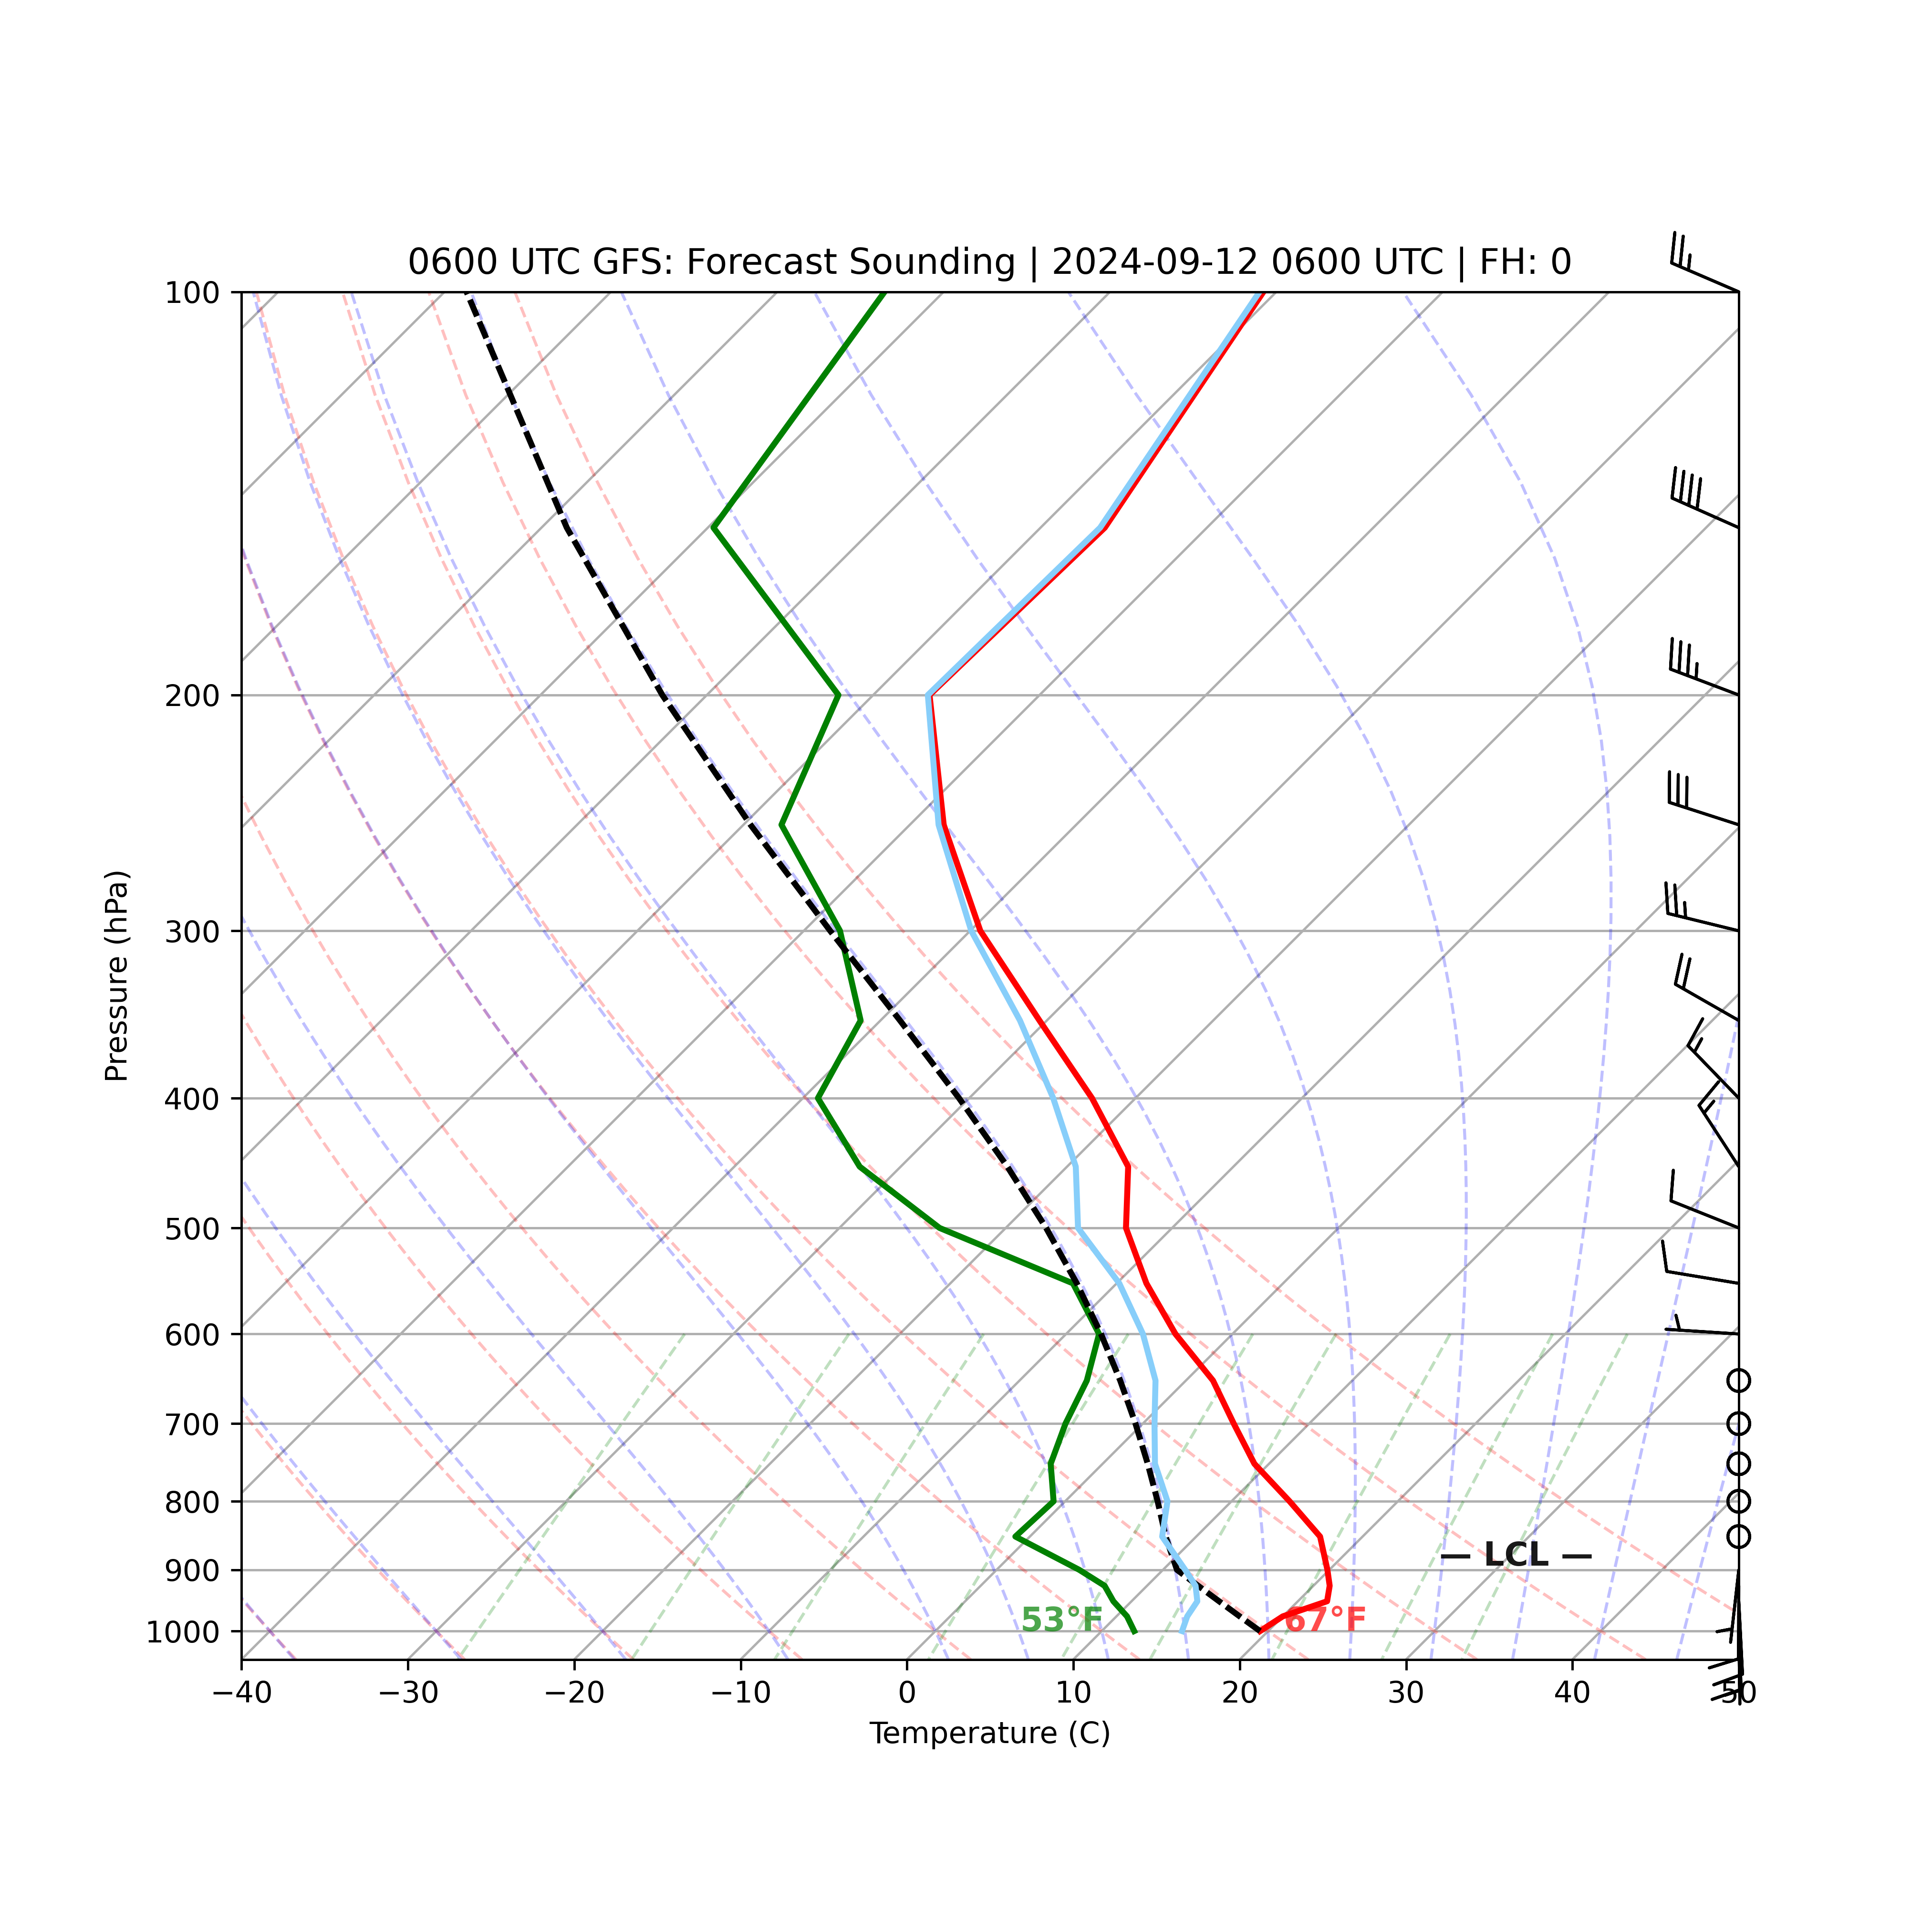 0600 UTC GFS: Forecast Sounding | 2024-09-12 0600 UTC | FH: 0
100
200
300
400
500
600
700
800
900
1000
Pressure (hPa)
— LCL —
53°F
67°F
−40 −30 −20 −10 0 10 20 30 40 50
Temperature (C)